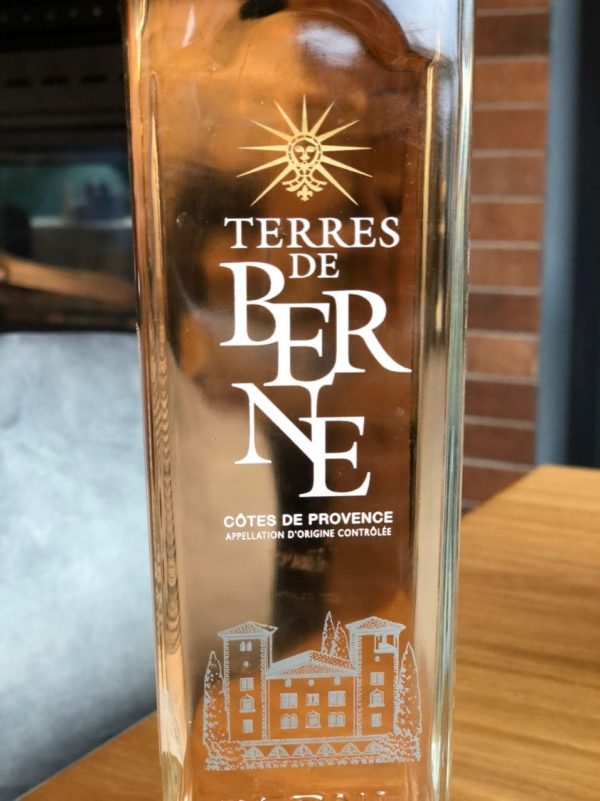 TERRES
DE
BER
NE
CÔTES DE PROVENCE
APPELLATION D'ORIGINE CONTRÔLÉE